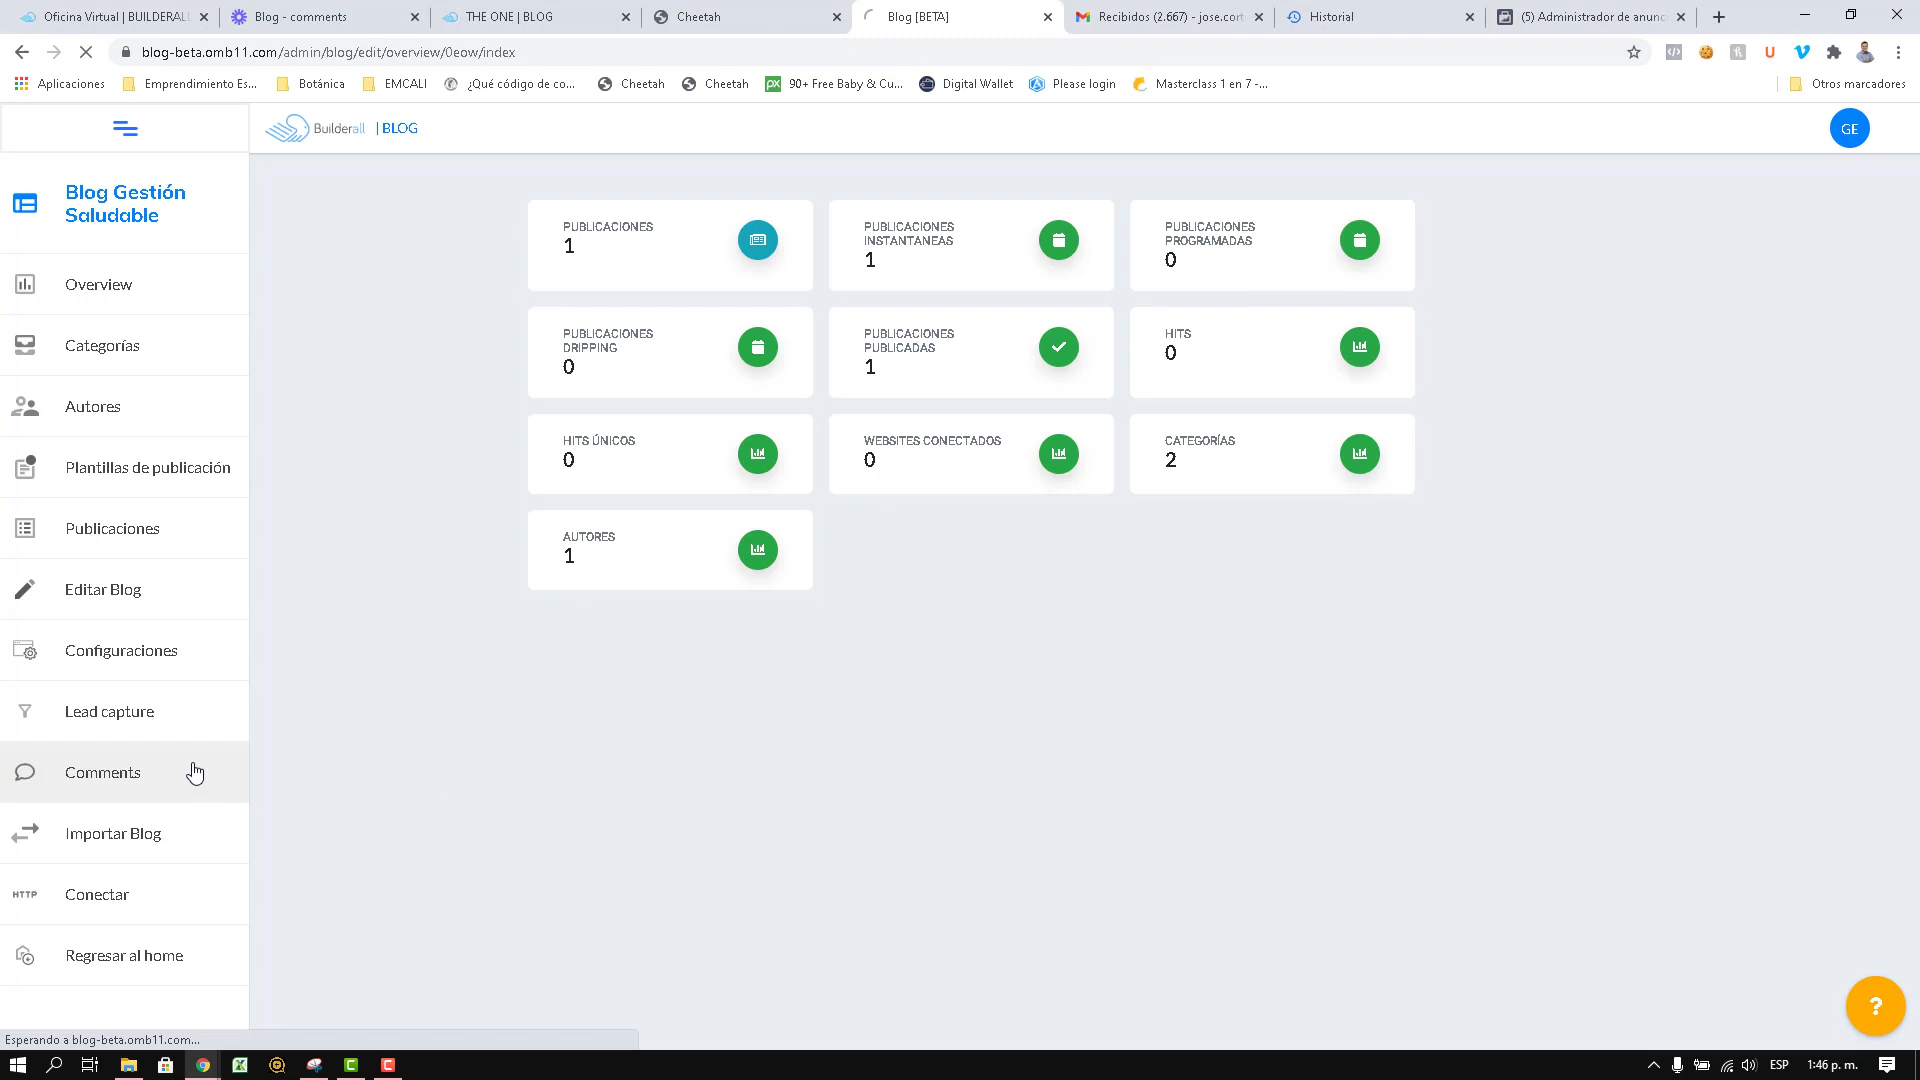 Oficina Virtual | BUILDERALL
Blog - comments
THE ONE | BLOG
Cheetah
Blog [BETA]
Recibidos (2.667) - jose.cort
Historial
(5) Administrador de anunc
blog-beta.omb11.com/admin/blog/edit/overview/0eow/index
Aplicaciones
Emprendimiento Es...
Botánica
EMCALI
¿Qué código de co...
Cheetah
Cheetah
90+ Free Baby & Cu...
Digital Wallet
Please login
Masterclass 1 en 7 -...
Otros marcadores
Builderall | BLOG
GE
Blog Gestión
Saludable
Overview
Categorías
Autores
Plantillas de publicación
Publicaciones
Editar Blog
Configuraciones
Lead capture
Comments
Importar Blog
HTTP Conectar
Regresar al home
PUBLICACIONES
1
PUBLICACIONES
INSTANTANEAS
1
PUBLICACIONES
PROGRAMADAS
0
PUBLICACIONES
DRIPPING
0
PUBLICACIONES
PUBLICADAS
1
HITS
0
HITS ÚNICOS
0
WEBSITES CONECTADOS
0
CATEGORÍAS
2
AUTORES
1
?
Esperando a blog-beta.omb11.com...
ESP
1:46 p. m.